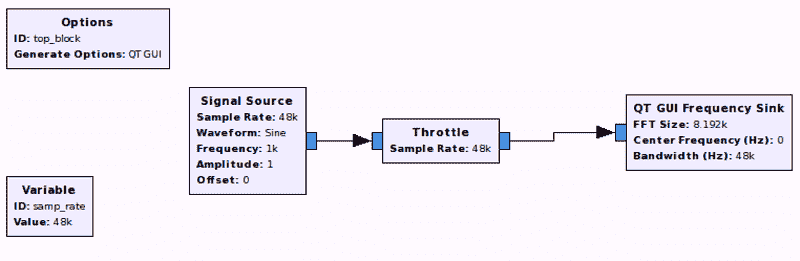 Options
ID: top_block
Generate Options: QT GUI
Signal Source
Sample Rate: 48k
Waveform: Sine
Frequency: 1k
Amplitude: 1
Offset: 0
Throttle
Sample Rate: 48k
QT GUI Frequency Sink
FFT Size: 8.192k
Center Frequency (Hz): 0
Bandwidth (Hz): 48k
Variable
ID: samp_rate
Value: 48k